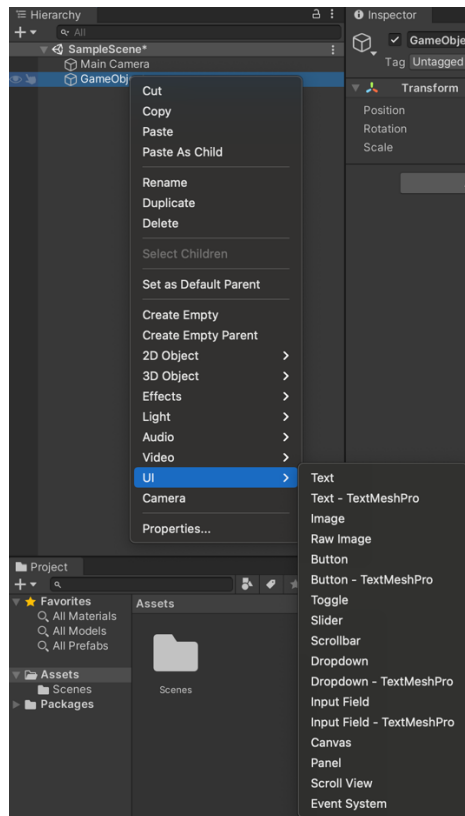 Hierarchy
All
SampleScene*
Main Camera
GameObj
Cut
Copy
Paste
Paste As Child
Rename
Duplicate
Delete
Select Children
Set as Default Parent
Create Empty
Create Empty Parent
2D Object
3D Object
Effects
Light
Audio
Video
UI
Camera
Properties...
Text
Text - TextMeshPro
Image
Raw Image
Button
Button - TextMeshPro
Toggle
Slider
Scrollbar
Dropdown
Dropdown - TextMeshPro
Input Field
Input Field - TextMeshPro
Canvas
Panel
Scroll View
Event System
Inspector
GameObje
Tag Untagged
Transform
Position
Rotation
Scale
Project
Favorites
All Materials
All Models
All Prefabs
Assets
Scenes
Packages
Assets
Scenes